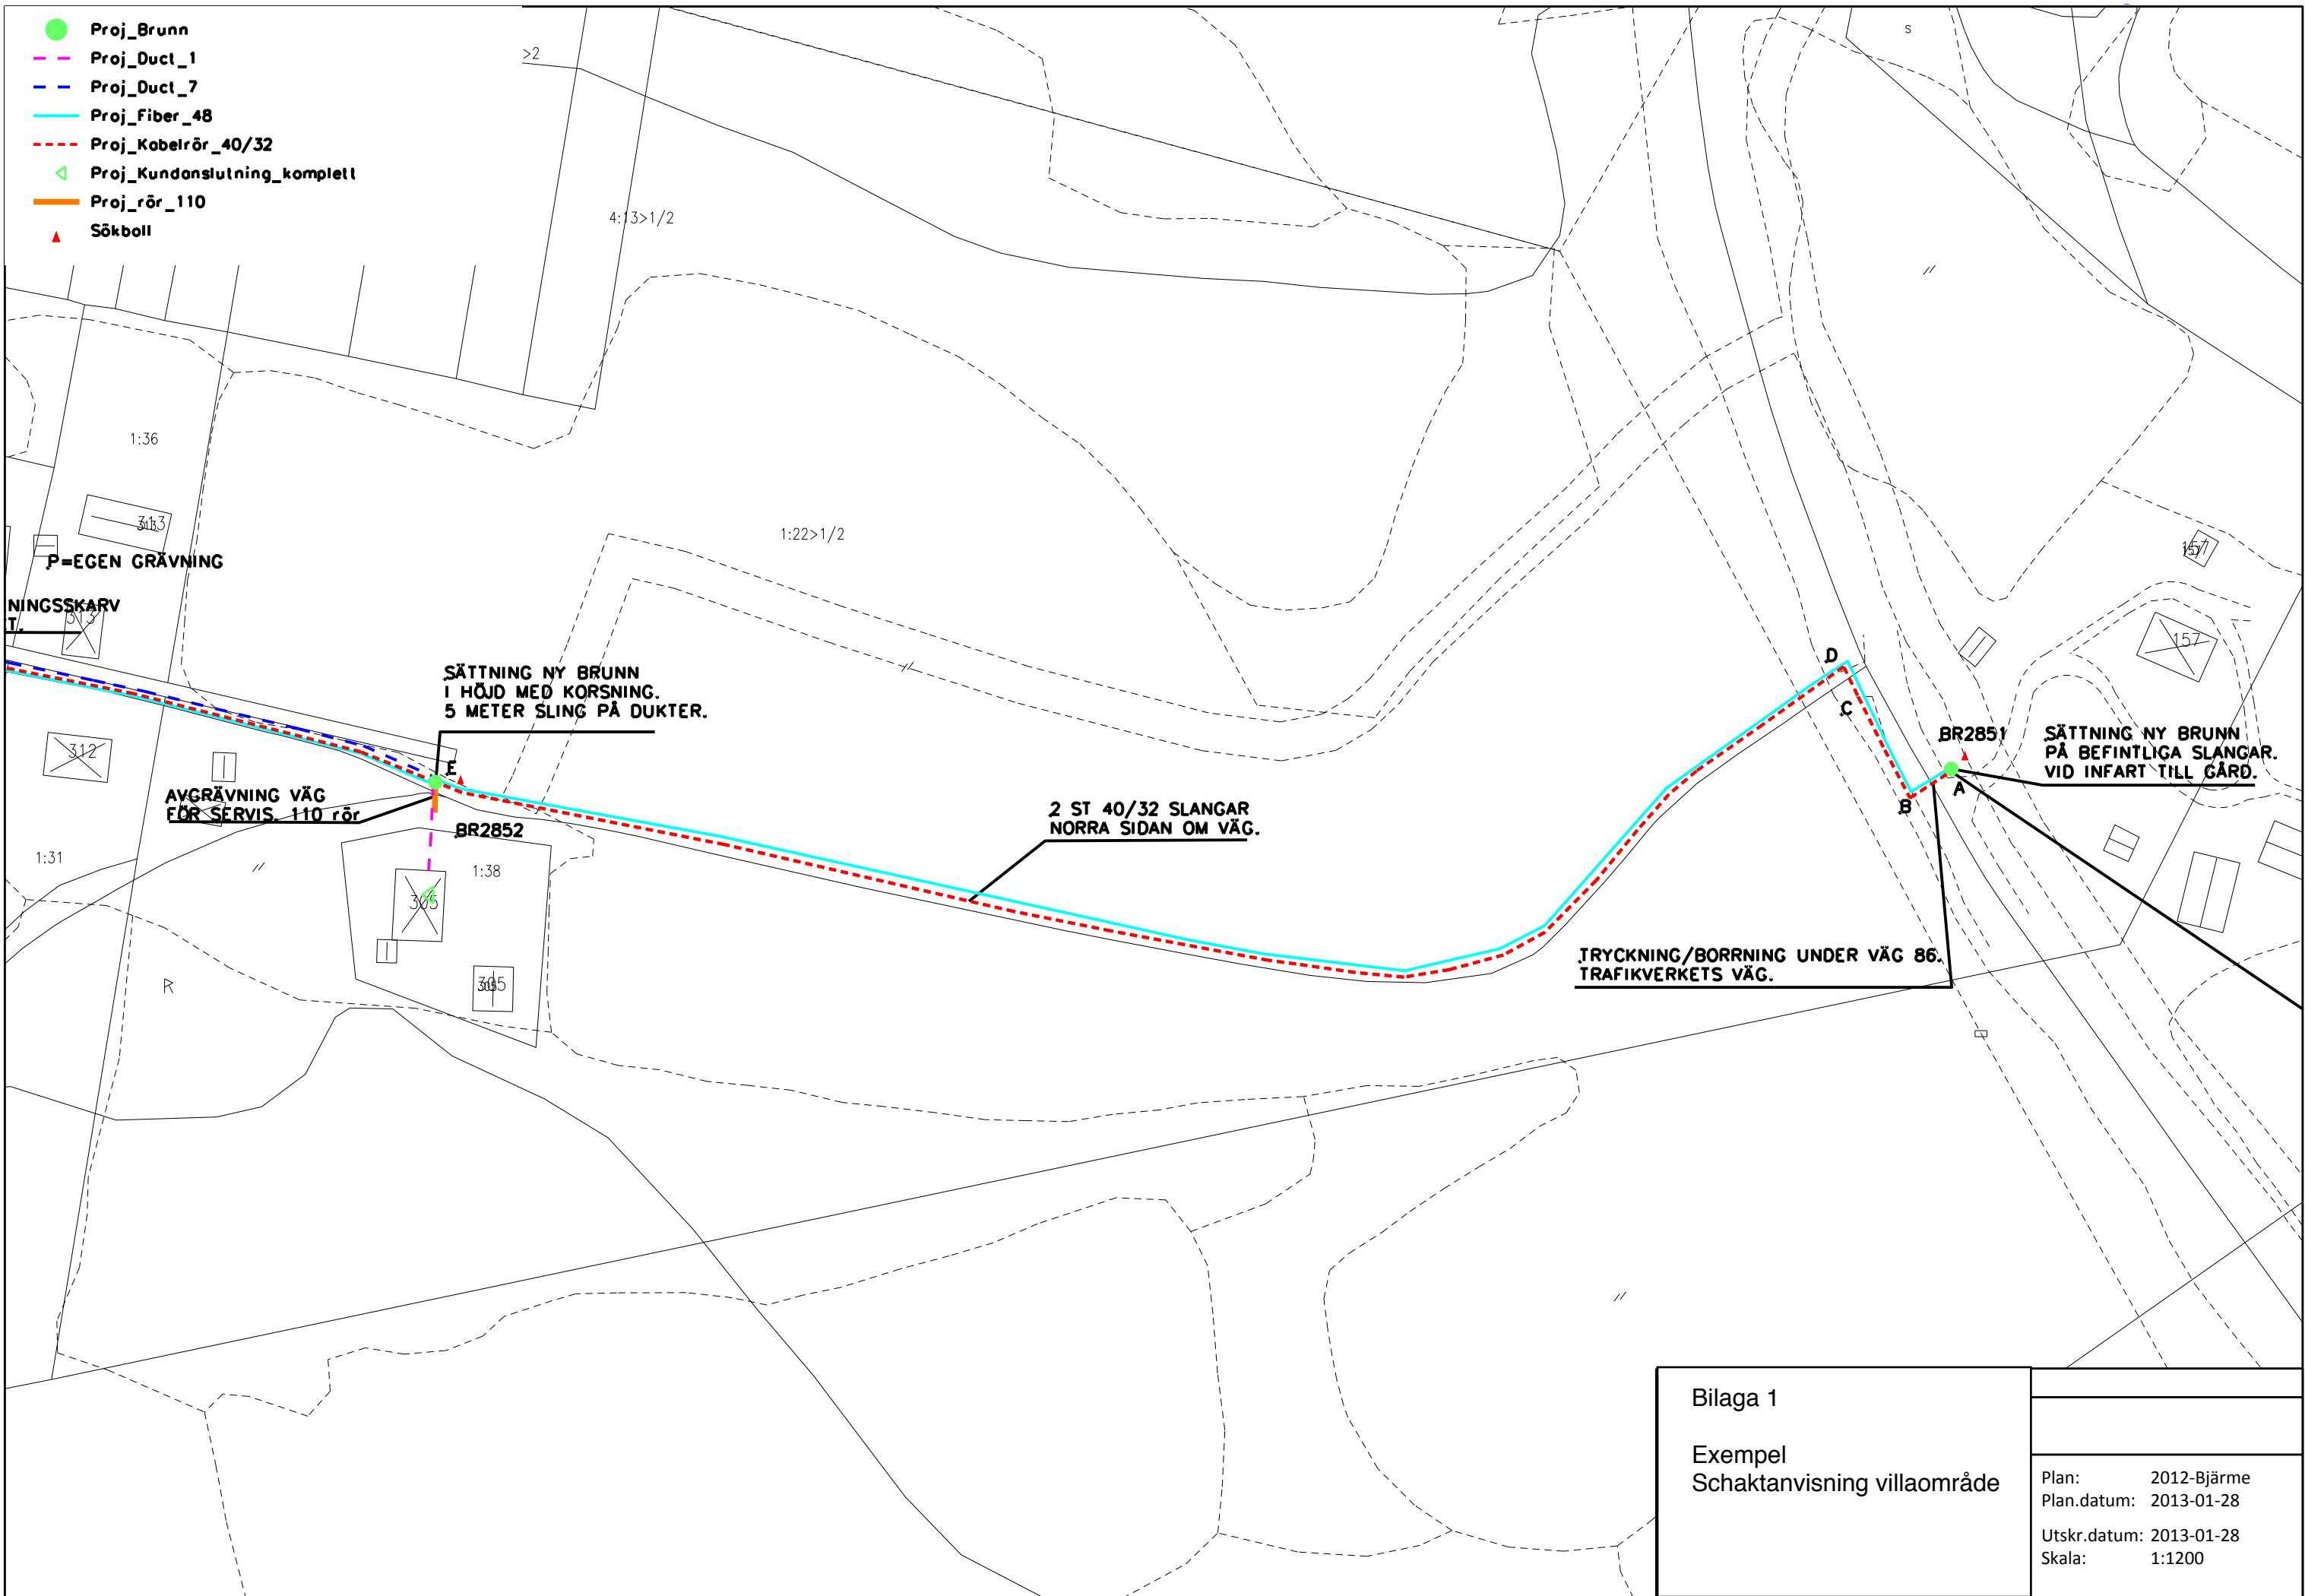 Proj_Brunn
Proj_Duct_1
Proj_Duct_7
Proj_Fiber_48
Proj_Kabelrör_40/32
Proj_Kundanslutning_komplett
Proj_rör_110
Sökboll
>2
S
4:13>1/2
1:36
313
P=EGEN GRÄVNING
NINGSSKARV
T.
313
1:22>1/2
157
157
SÄTTNING NY BRUNN
I HÖJD MED KORSNING.
5 METER SLING PÅ DUKTER.
D
C
BR2851
SÄTTNING NY BRUNN
PÅ BEFINTLIGA SLANGAR.
VID INFART TILL GÅRD.
A
B
312
E
AVGRÄVNING VÄG
FÖR SERVIS. 110 rör
BR2852
2 ST 40/32 SLANGAR
NORRA SIDAN OM VÄG.
1:31
1:38
305
305
R
TRYCKNING/BORRNING UNDER VÄG 86.
TRAFIKVERKETS VÄG.
Bilaga 1
Exempel
Schaktanvisning villaområde
Plan: 2012-Bjärme
Plan.datum: 2013-01-28
Utskr.datum: 2013-01-28
Skala: 1:1200